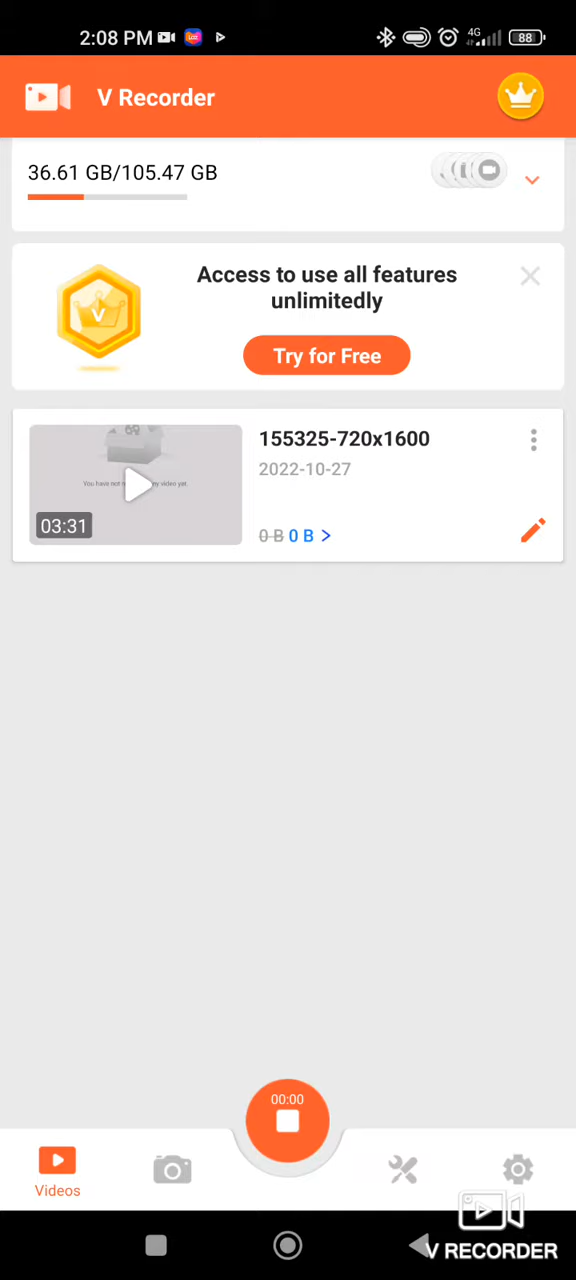 2:08 PM
4G
88
V Recorder
36.61 GB/105.47 GB
Access to use all features
unlimitedly
Try for Free
155325-720x1600
2022-10-27
03:31
0 B 0 B >
00:00
Videos
V RECORDER